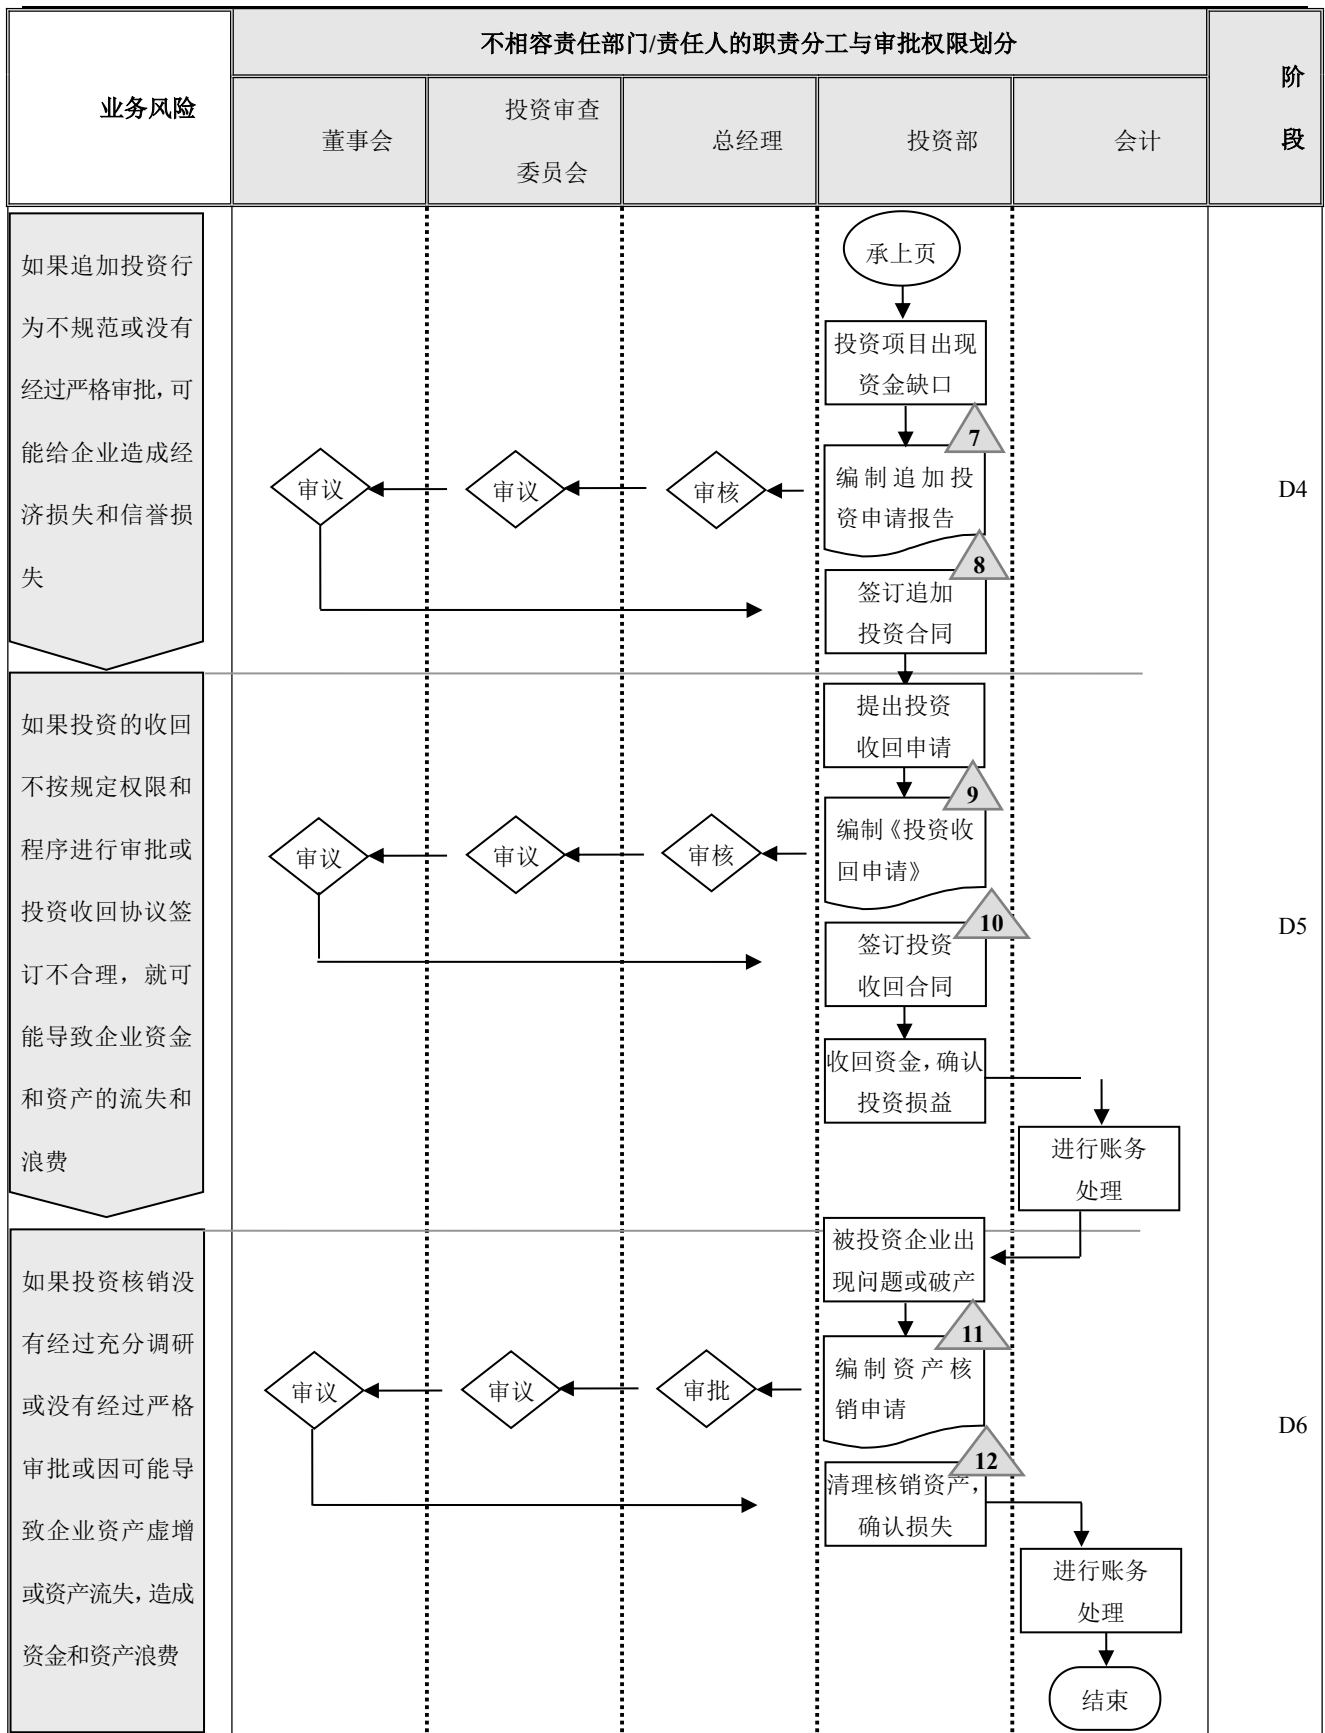 不相容责任部门/责任人的职责分工与审批权限划分
业务风险
阶
段
董事会
投资审查
委员会
总经理
投资部
会计
如果追加投资行
为不规范或没有
经过严格审批，可
能给企业造成经
济损失和信誉损
失
承上页
投资项目出现
资金缺口
7
编制追加投
资申请报告
审核
审议
审议
8
签订追加
投资合同
D4
如果投资的收回
不按规定权限和
程序进行审批或
投资收回协议签
订不合理，就可
能导致企业资金
和资产的流失和
浪费
提出投资
收回申请
9
编制《投资收
回申请》
审核
审议
审议
10
签订投资
收回合同
收回资金，确认
投资损益
进行账务
处理
D5
如果投资核销没
有经过充分调研
或没有经过严格
审批或因可能导
致企业资产虚增
或资产流失，造成
资金和资产浪费
被投资企业出
现问题或破产
11
编制资产核
销申请
审批
审议
审议
12
清理核销资产，
确认损失
进行账务
处理
结束
D6